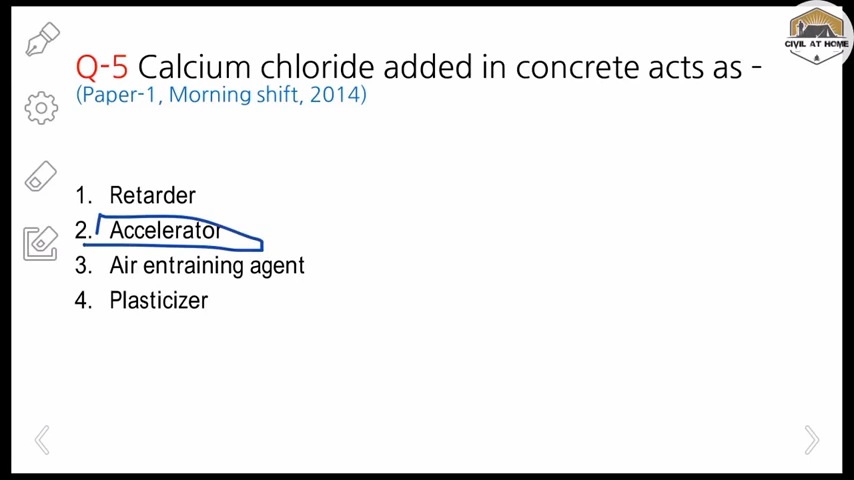 CIVIL AT HOME
Q-5 Calcium chloride added in concrete acts as -
(Paper-1, Morning shift, 2014)
1. Retarder
2. Accelerator
3. Air entraining agent
4. Plasticizer